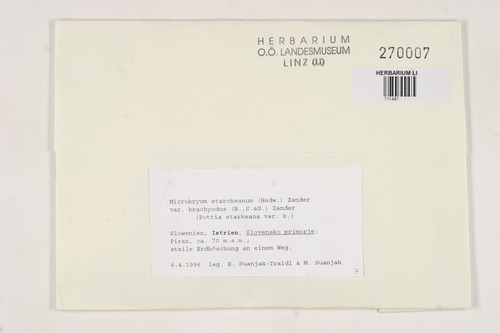 HERBARIUM
O.Ö. LANDESMUSEUM
LINZ (LI)
270007
HERBARIUM LI
711467
Microbryum starckeanum (Hedw.) Zander
var. brachyodus (B.,S.&G.) Zander
(Pottia starkeana var. b.)
Slowenien, Istrien, Slovensko primorje:
Piran, ca. 70 m.s.m.;
steile Erdböschung an einem Weg.
6.4.1996 leg. E. Suanjak-Traidl & M. Suanjak